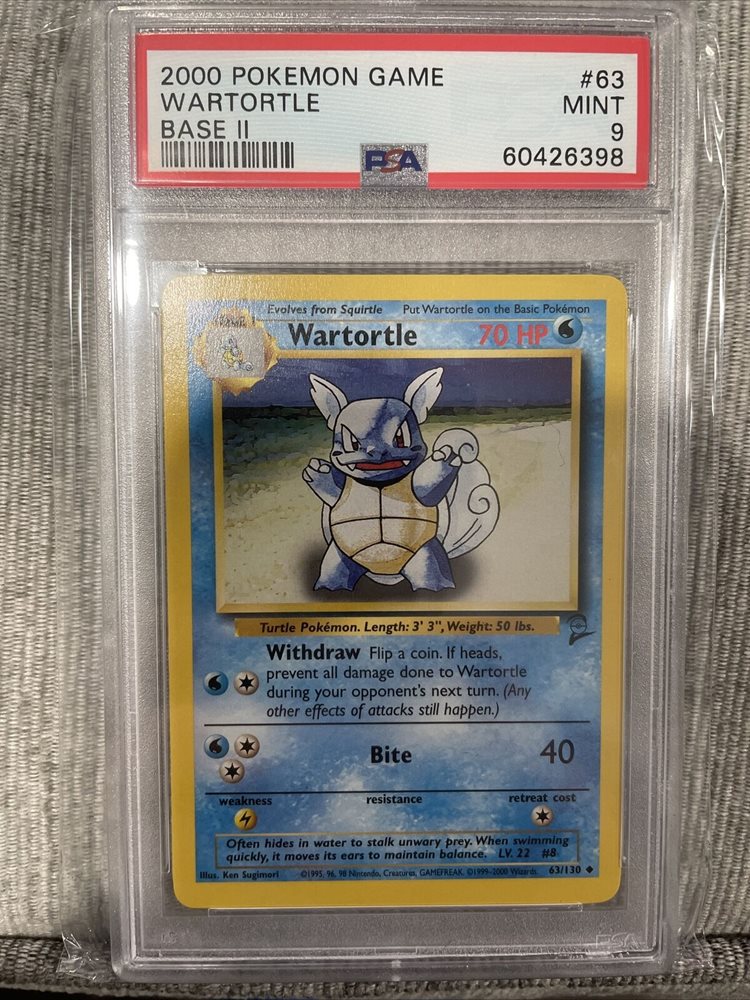 2000 POKEMON GAME #63
WARTORTLE MINT
BASE II 9
PSA 60426398
Evolves from Squirtle Put Wartortle on the Basic Pokémon
Wartortle 70 HP
Turtle Pokémon. Length: 3' 3", Weight: 50 lbs.
Withdraw Flip a coin. If heads,
prevent all damage done to Wartortle
during your opponent's next turn. (Any
other effects of attacks still happen.)
Bite 40
weakness resistance retreat cost
Often hides in water to stalk unwary prey. When swimming
quickly, it moves its ears to maintain balance. LV. 22 #8
Illus. Ken Sugimori ©1995, 96, 98 Nintendo, Creatures, GAMEFREAK. ©1999-2000 Wizards. 63/130
PSA